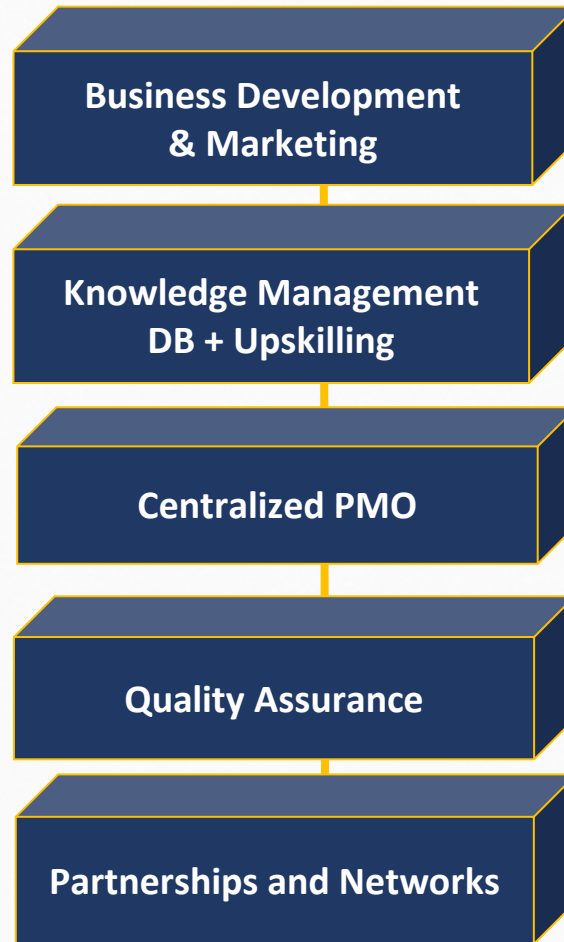 Business Development
& Marketing
Knowledge Management
DB + Upskilling
Centralized PMO
Quality Assurance
Partnerships and Networks